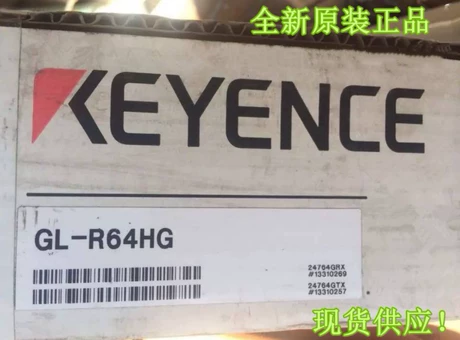 全新原装正品
KEYENCE
GL-R64HG
24764GRX
#13310269
24764GTX
#13310257
现货供应！